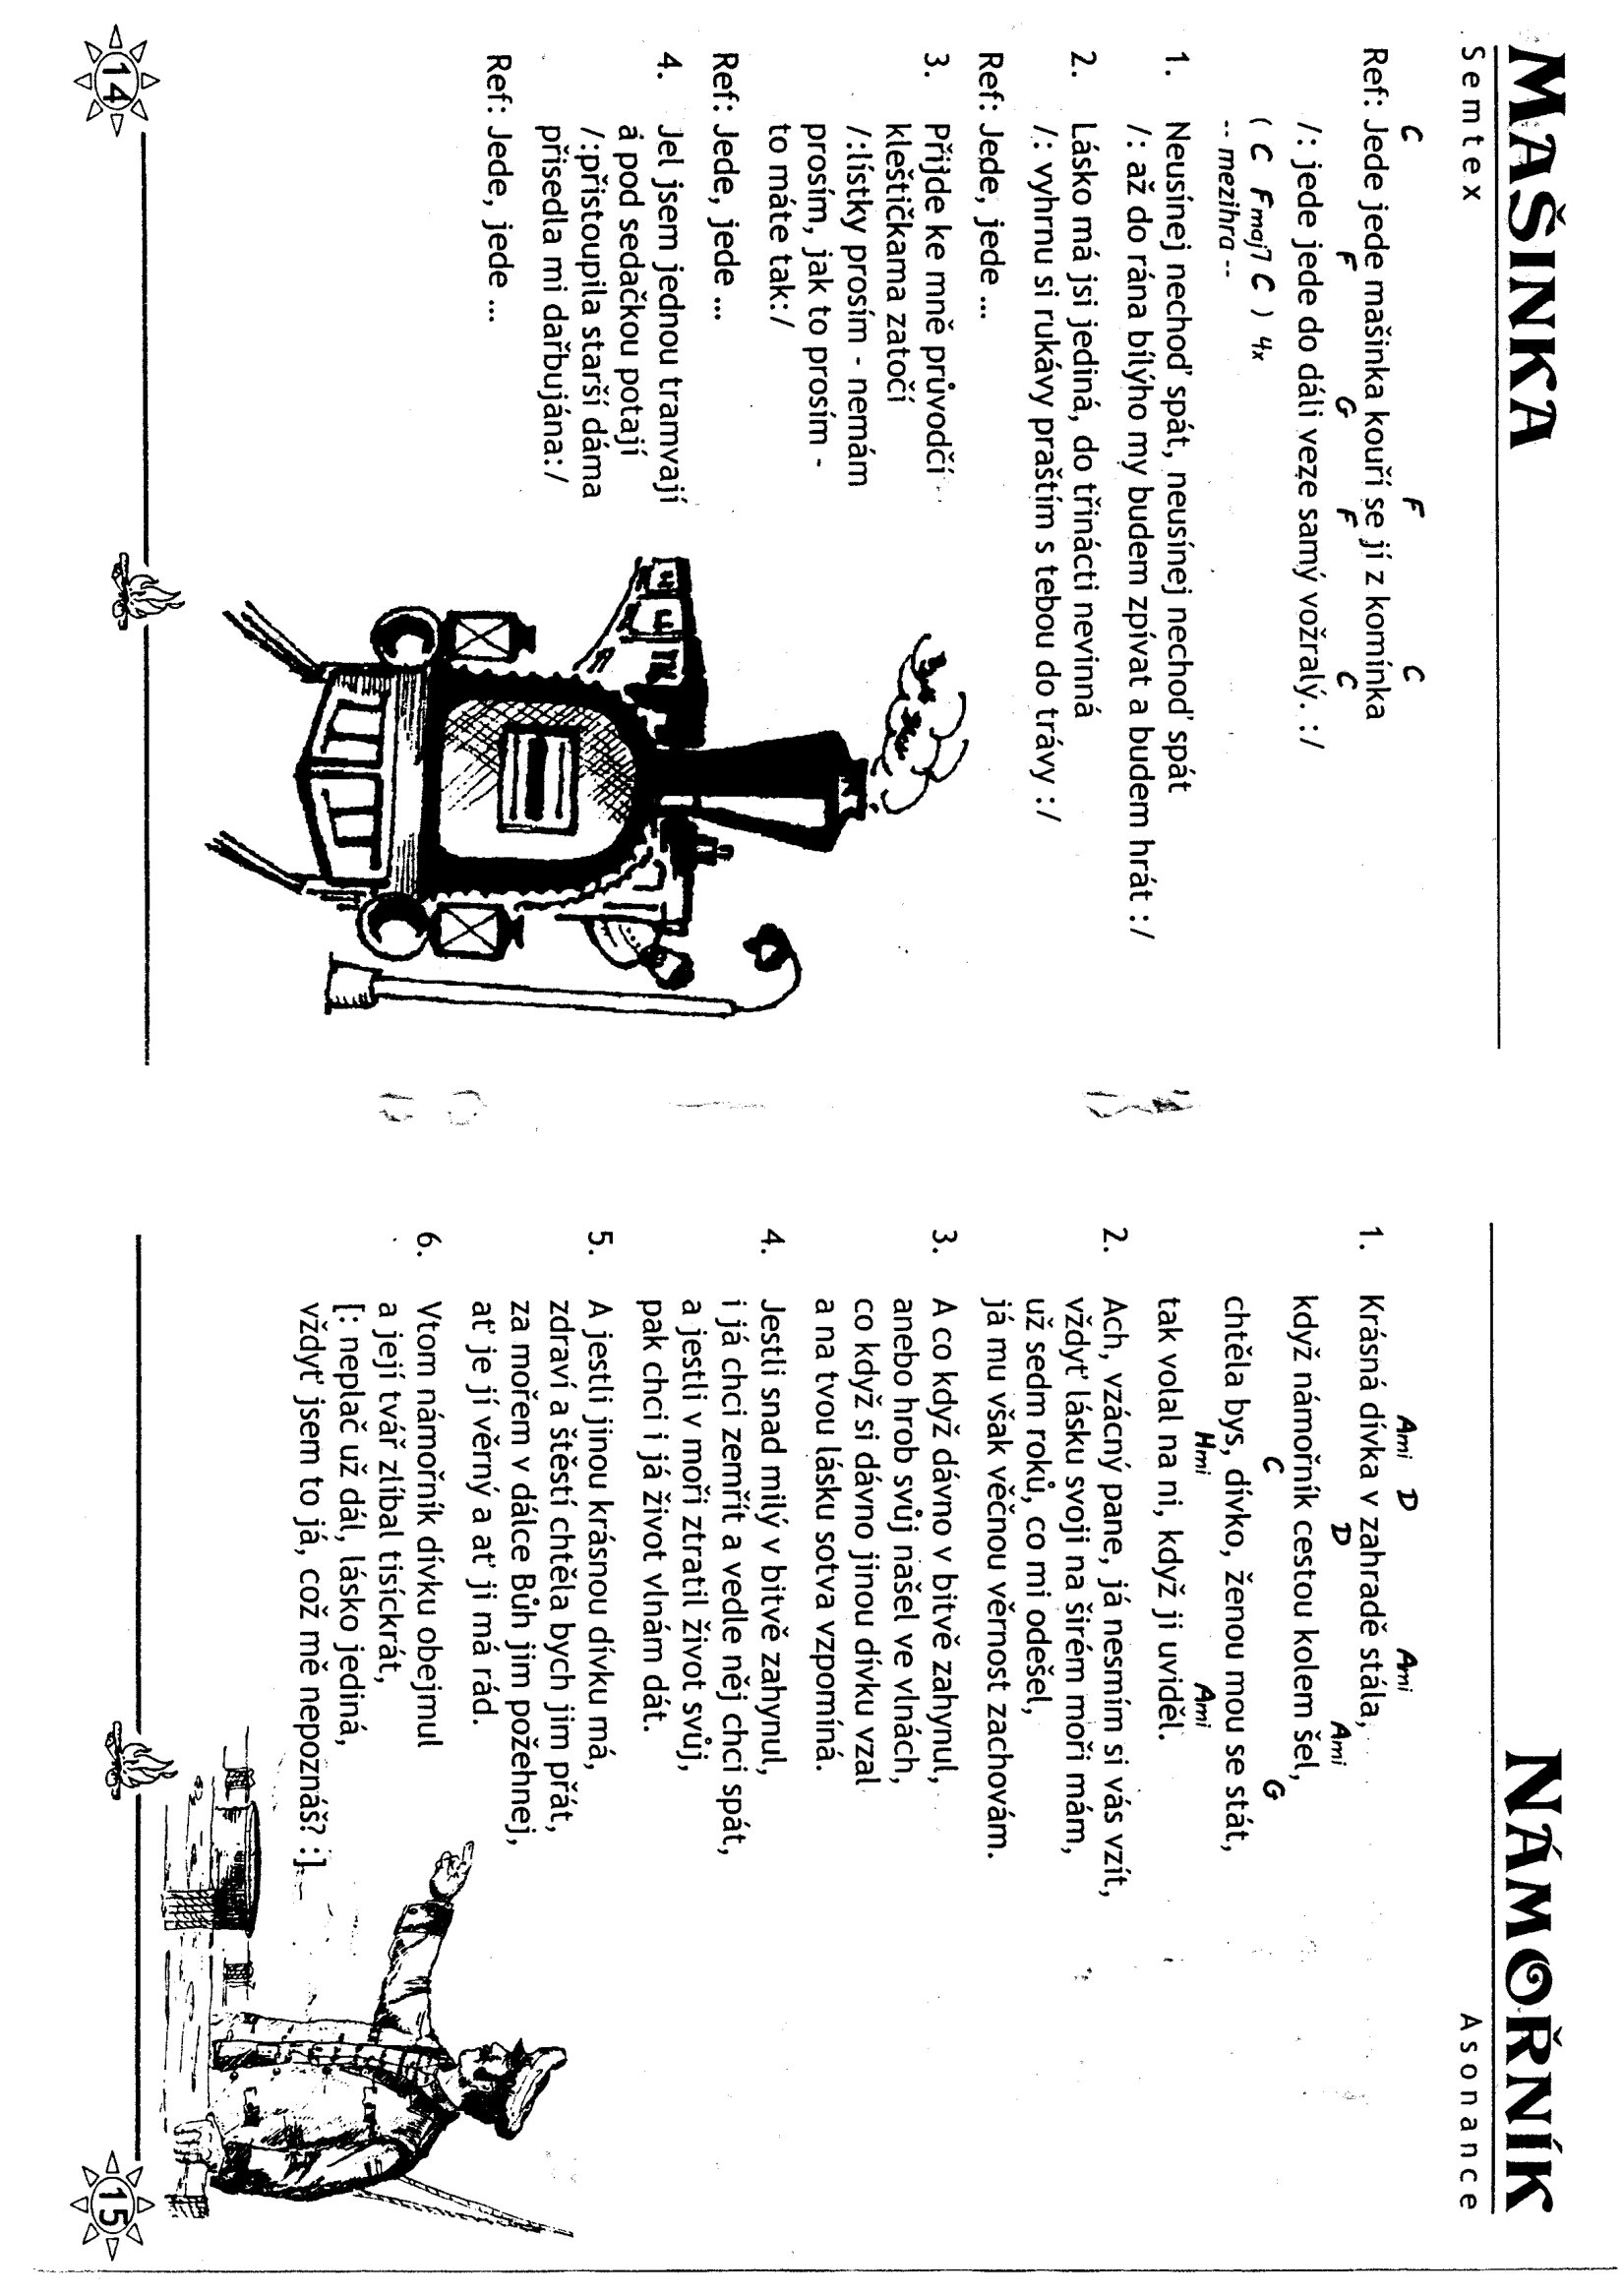 MAŠINKA
Semtex
C F C
Ref: Jede jede mašinka kouří se jí z komínka
F G F C
/: jede jede do dáli veze samý vožralý. :/
( C Fmaj7 C ) 4x
-- mezihra --
1. Neusínej nechoď spát, neusínej nechoď spát
/: až do rána bílýho my budem zpívat a budem hrát :/
2. Lásko má jsi jediná, do třinácti nevinná
/: vyhrnu si rukávy praštím s tebou do trávy :/
Ref: Jede, jede ...
3. Přijde ke mně průvodčí
kleštičkama zatočí
/:lístky prosím - nemám
prosím, jak to prosím -
to máte tak:/
Ref: Jede, jede ...
4. Jel jsem jednou tramvají
á pod sedačkou potají
/:přistoupila starší dáma
přisedla mi dařbujána:/
Ref: Jede, jede ...
14
NÁMOŘNÍK
Asonance
Ami D Ami
1. Krásná dívka v zahradě stála,
D Ami
když námořník cestou kolem šel,
C G
chtěla bys, dívko, ženou mou se stát,
Hmi Ami
tak volal na ni, když ji uviděl.
2. Ach, vzácný pane, já nesmím si vás vzít,
vždyť lásku svoji na širém moři mám,
už sedm roků, co mi odešel,
já mu však věčnou věrnost zachovám.
3. A co když dávno v bitvě zahynul,
anebo hrob svůj našel ve vlnách,
co když si dávno jinou dívku vzal
a na tvou lásku sotva vzpomíná.
4. Jestli snad milý v bitvě zahynul,
i já chci zemřít a vedle něj chci spát,
a jestli v moři ztratil život svůj,
pak chci i já život vlnám dát.
5. A jestli jinou krásnou dívku má,
zdraví a štěstí chtěla bych jim přát,
za mořem v dálce Bůh jim požehnej,
ať je jí věrný a ať ji má rád.
6. Vtom námořník dívku obejmul
a její tvář zlíbal tisíckrát,
[: neplač už dál, lásko jediná,
vždyť jsem to já, což mě nepoznáš? :]
15